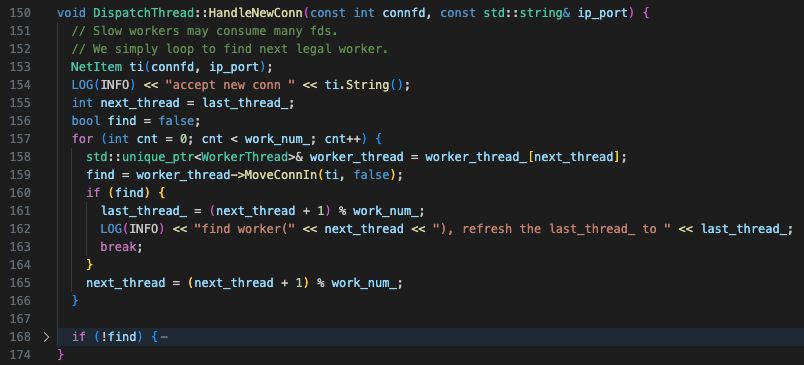 150 void DispatchThread::HandleNewConn(const int connfd, const std::string& ip_port) {
151   // Slow workers may consume many fds.
152   // We simply loop to find next legal worker.
153   NetItem ti(connfd, ip_port);
154   LOG(INFO) << "accept new conn " << ti.String();
155   int next_thread = last_thread_;
156   bool find = false;
157   for (int cnt = 0; cnt < work_num_; cnt++) {
158     std::unique_ptr<WorkerThread>& worker_thread = worker_thread_[next_thread];
159     find = worker_thread->MoveConnIn(ti, false);
160     if (find) {
161       last_thread_ = (next_thread + 1) % work_num_;
162       LOG(INFO) << "find worker(" << next_thread << "), refresh the last_thread_ to " << last_thread_;
163       break;
164     }
165     next_thread = (next_thread + 1) % work_num_;
166   }
167
168 >   if (!find) {⋯
174 }